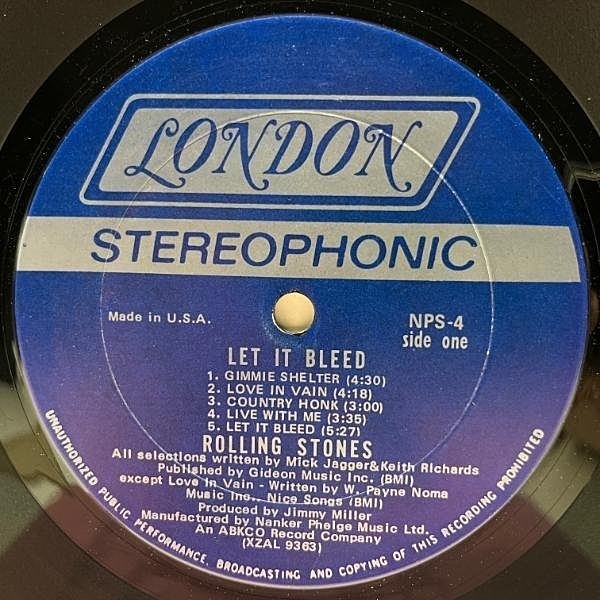 LONDON
STEREOPHONIC
Made in U.S.A.
NPS-4
side one
LET IT BLEED
1. GIMMIE SHELTER (4:30)
2. LOVE IN VAIN (4:18)
3. COUNTRY HONK (3:00)
4. LIVE WITH ME (3:35)
5. LET IT BLEED (5:27)
ROLLING STONES
All selections written by Mick Jagger&Keith Richards
Published by Gideon Music Inc. (BMI)
except Love in Vain - Written by W. Payne Noma
Music Inc., Nice Songs (BMI)
Produced by Jimmy Miller
Manufactured by Nanker Phelge Music Ltd.
An ABKCO Record Company
(XZAL 9363)
UNAUTHORIZED PUBLIC PERFORMANCE, BROADCASTING AND COPYING OF THIS RECORDING PROHIBITED